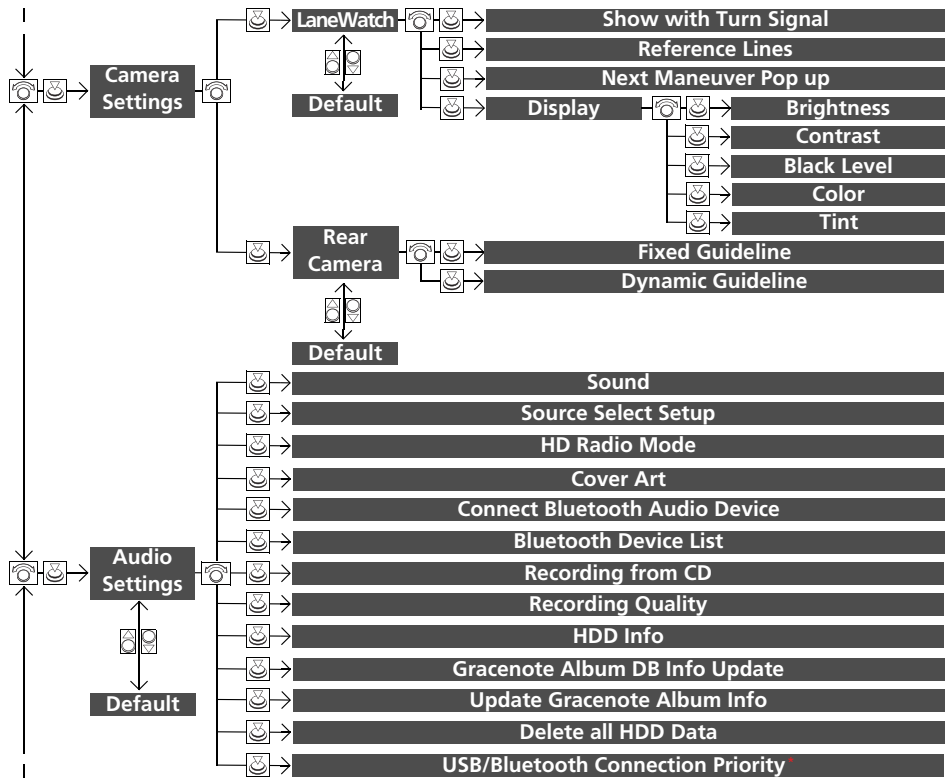 LaneWatch
Show with Turn Signal
Reference Lines
Next Maneuver Pop up
Camera
Settings
Default
Display
Brightness
Contrast
Black Level
Color
Tint
Rear
Camera
Fixed Guideline
Dynamic Guideline
Default
Sound
Source Select Setup
HD Radio Mode
Cover Art
Connect Bluetooth Audio Device
Bluetooth Device List
Audio
Settings
Recording from CD
Recording Quality
HDD Info
Gracenote Album DB Info Update
Default
Update Gracenote Album Info
Delete all HDD Data
USB/Bluetooth Connection Priority*